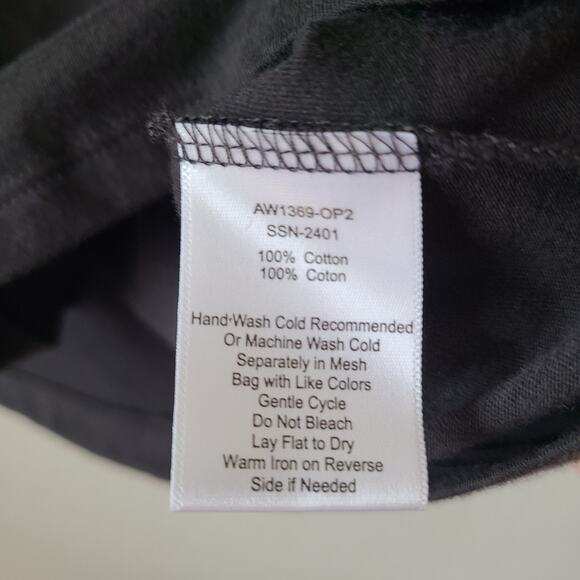 AW1369-OP2
SSN-2401
100% Cotton
100% Coton
Hand-Wash Cold Recommended
Or Machine Wash Cold
Separately in Mesh
Bag with Like Colors
Gentle Cycle
Do Not Bleach
Lay Flat to Dry
Warm Iron on Reverse
Side if Needed